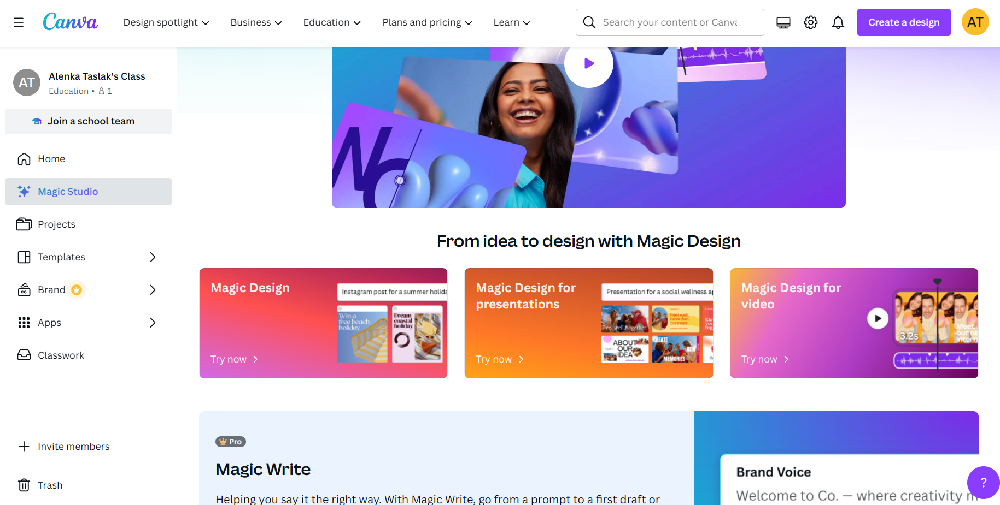 Canva
Design spotlight
Business
Education
Plans and pricing
Learn
Search your content or Canva
Create a design
AT
AT
Alenka Taslak's Class
Education • 1
Join a school team
Home
Magic Studio
Projects
Templates
Brand
CO.
Apps
Classwork
Invite members
Trash
From idea to design with Magic Design
Magic Design
Try now
Instagram post for a summer holida
Win a
free beach
holiday
Dream
coastal
holiday
Magic Design for
presentations
Try now
Presentation for a social wellness ap
Feel well, together
Feel well,
have fun,
connect
ABOUT
OUR
IDEA
CREATE
NEW
MEMORIES
Magic Design for
video
Try now
3.2s
Meet
our ne
intern
Pro
Magic Write
Helping you say it the right way. With Magic Write, go from a prompt to a first draft or
Brand Voice
Welcome to Co. — where creativity m
?